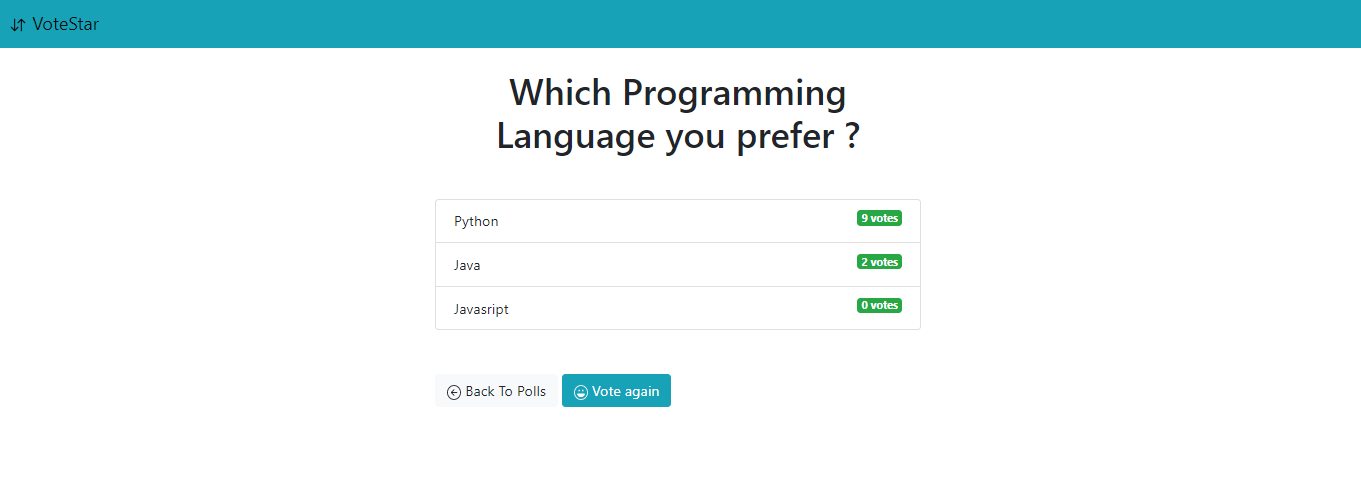 VoteStar
Which Programming
Language you prefer ?
Python 9 votes
Java 2 votes
Javasript 0 votes
Back To Polls Vote again